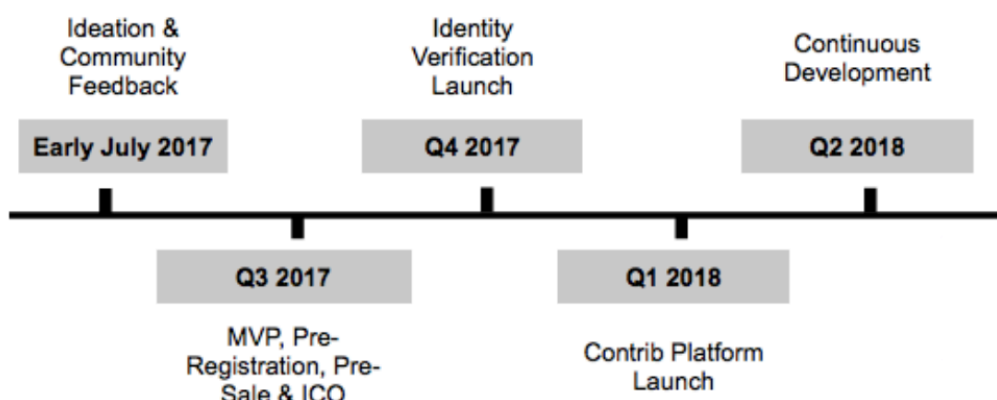 Ideation &
Community
Feedback
Early July 2017
Identity
Verification
Launch
Q4 2017
Continuous
Development
Q2 2018
Q3 2017
MVP, Pre-
Registration, Pre-
Sale & ICO
Q1 2018
Contrib Platform
Launch